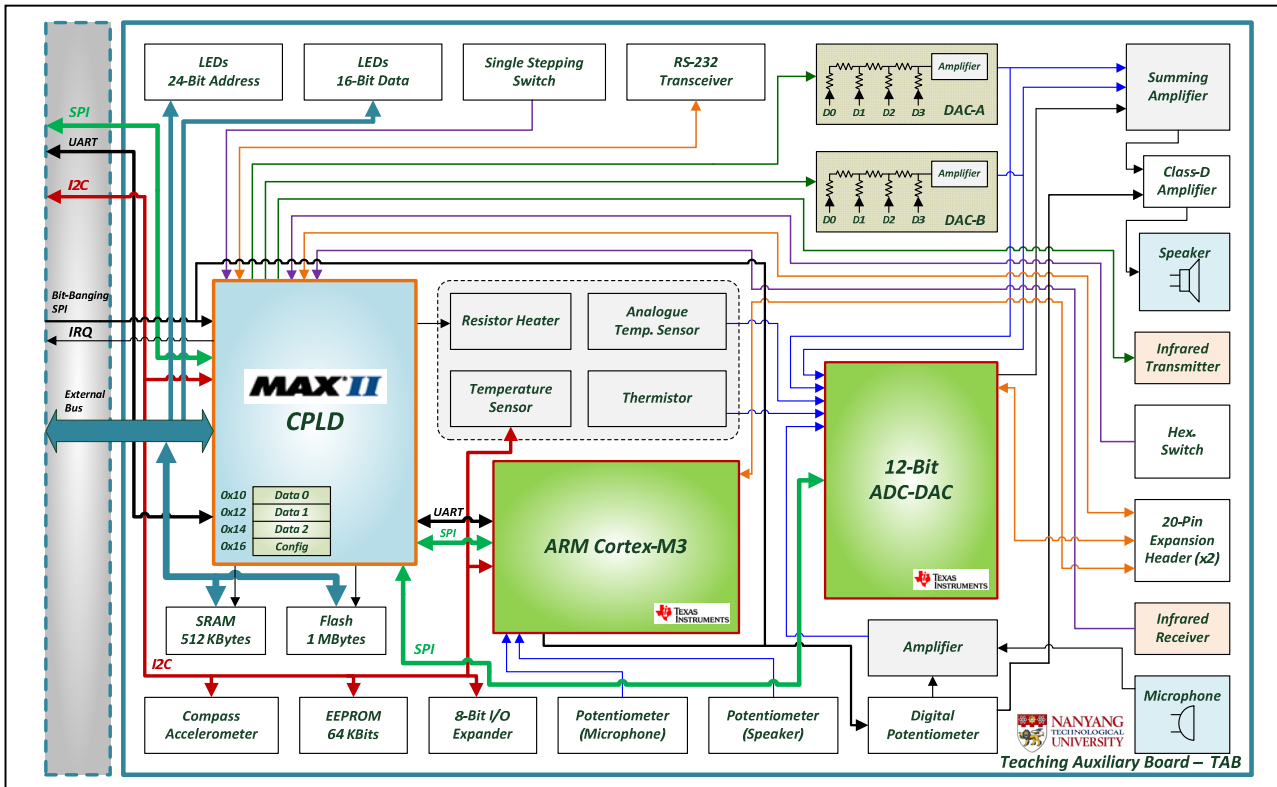 LEDs
24-Bit Address
LEDs
16-Bit Data
Single Stepping
Switch
RS-232
Transceiver
Amplifier
D0 D1 D2 D3
DAC-A
Summing
Amplifier
SPI
UART
I2C
Amplifier
D0 D1 D2 D3
DAC-B
Class-D
Amplifier
Speaker
Bit-Banging
SPI
IRQ
External
Bus
MAX II
CPLD
0x10 Data 0
0x12 Data 1
0x14 Data 2
0x16 Config
Resistor Heater
Analogue
Temp. Sensor
Temperature
Sensor
Thermistor
Infrared
Transmitter
Hex.
Switch
12-Bit
ADC-DAC
TEXAS
INSTRUMENTS
UART
SPI
ARM Cortex-M3
TEXAS
INSTRUMENTS
20-Pin
Expansion
Header (x2)
SRAM
512 KBytes
Flash
1 MBytes
Infrared
Receiver
SPI
I2C
Amplifier
Compass
Accelerometer
EEPROM
64 KBits
8-Bit I/O
Expander
Potentiometer
(Microphone)
Potentiometer
(Speaker)
Digital
Potentiometer
Microphone
NANYANG
TECHNOLOGICAL
UNIVERSITY
Teaching Auxiliary Board – TAB